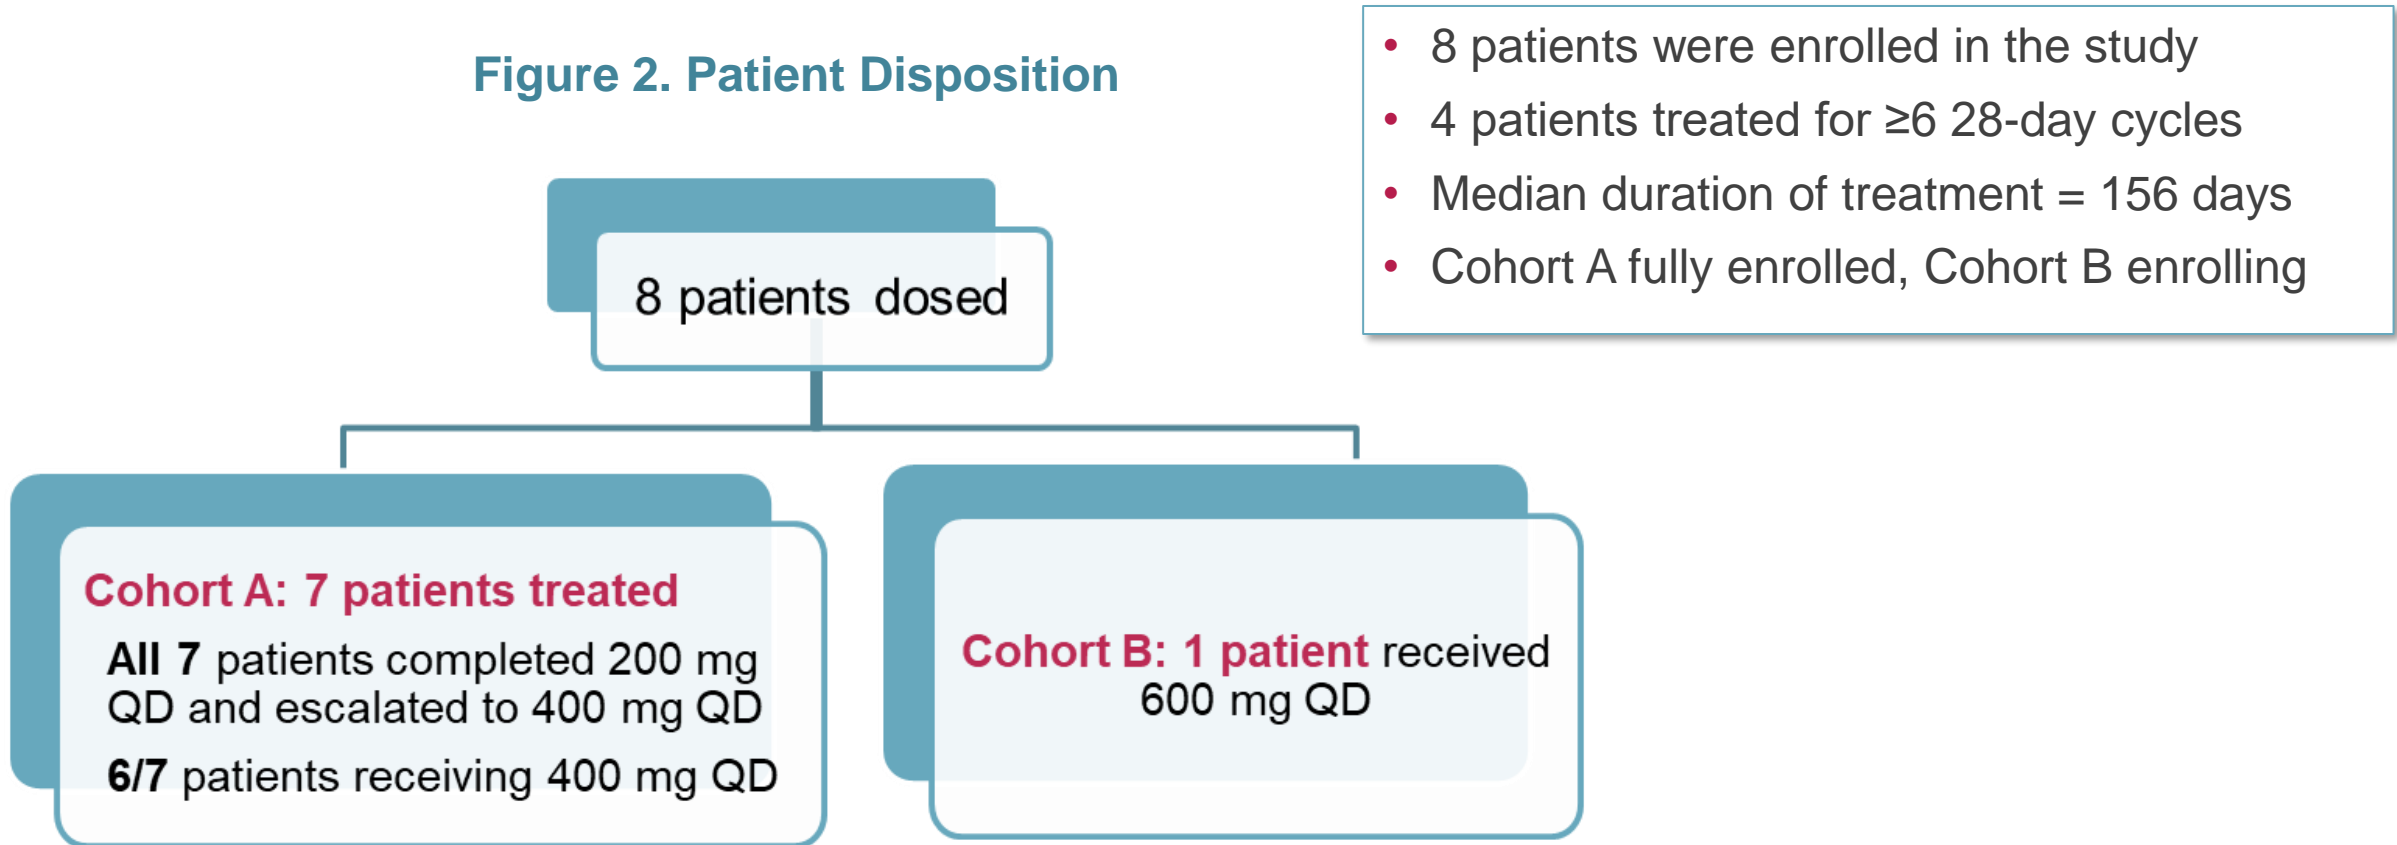 Figure 2. Patient Disposition
• 8 patients were enrolled in the study
• 4 patients treated for ≥6 28-day cycles
• Median duration of treatment = 156 days
• Cohort A fully enrolled, Cohort B enrolling
8 patients dosed
Cohort A: 7 patients treated
All 7 patients completed 200 mg
QD and escalated to 400 mg QD
6/7 patients receiving 400 mg QD
Cohort B: 1 patient received
600 mg QD